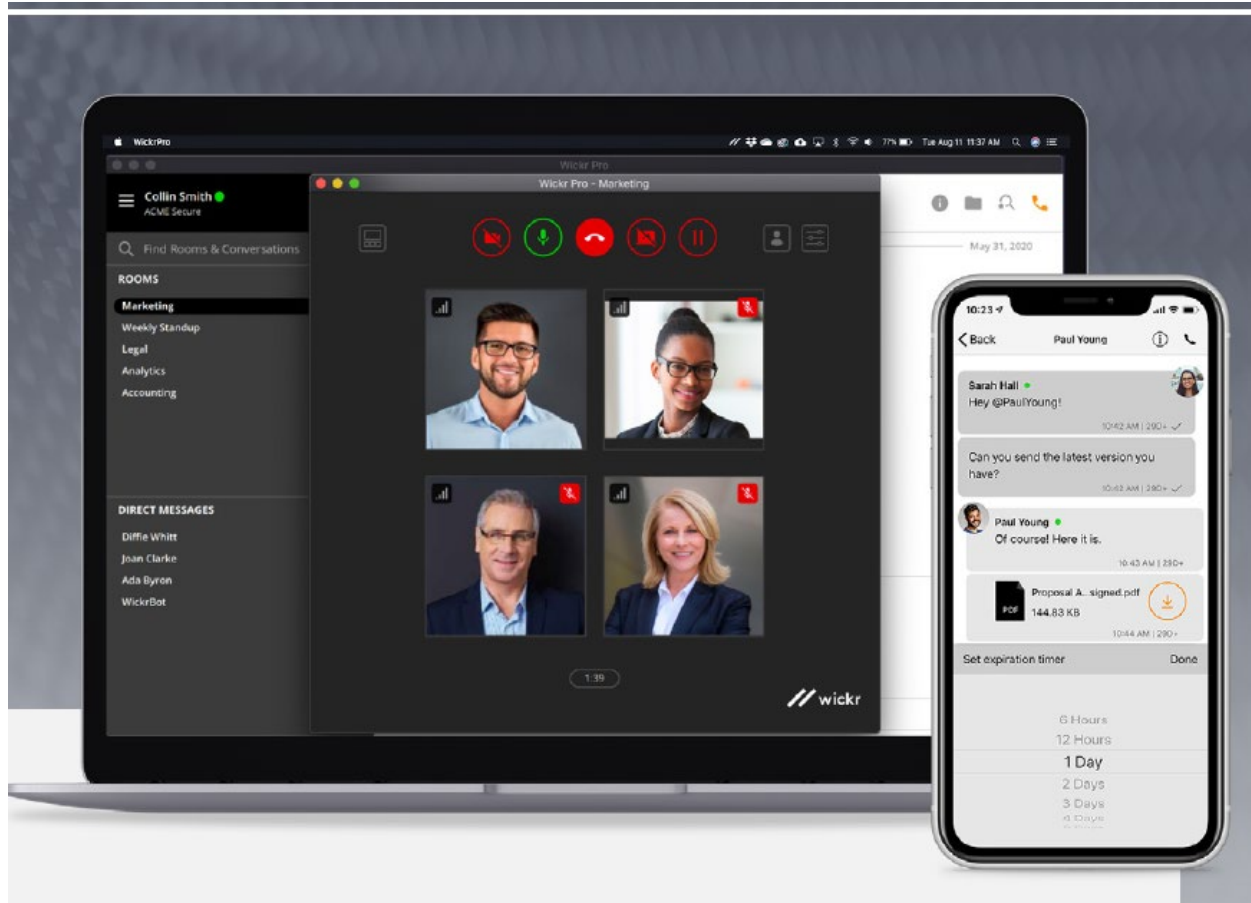 WickrPro
77% Tue Aug 11 11:37 AM
Wickr Pro
Wickr Pro - Marketing
Collin Smith
ACME Secure
Find Rooms & Conversations
ROOMS
Marketing
Weekly Standup
Legal
Analytics
Accounting
DIRECT MESSAGES
Diffie Whitt
Joan Clarke
Ada Byron
WickrBot
1:39
wickr
May 31, 2020
10:23
Back Paul Young
Sarah Hall
Hey @PaulYoung!
10:42 AM | 29D+
Can you send the latest version you
have?
10:42 AM | 29D+
Paul Young
Of course! Here it is.
10:43 AM | 29D+
Proposal A...signed.pdf
PDF
144.83 KB
10:44 AM | 29D+
Set expiration timer Done
6 Hours
12 Hours
1 Day
2 Days
3 Days
4 Days